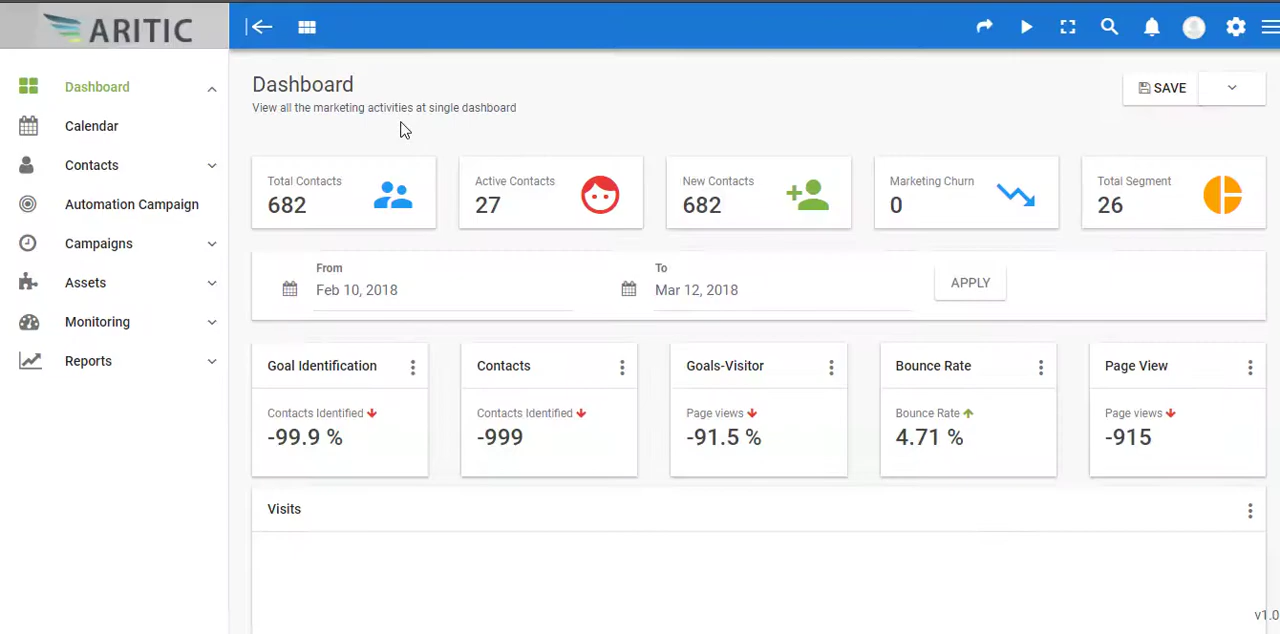 ARITIC
Dashboard
Calendar
Contacts
Automation Campaign
Campaigns
Assets
Monitoring
Reports
Dashboard
View all the marketing activities at single dashboard
SAVE
Total Contacts
682
Active Contacts
27
New Contacts
682
Marketing Churn
0
Total Segment
26
From
Feb 10, 2018
To
Mar 12, 2018
APPLY
Goal Identification
Contacts Identified
-99.9 %
Contacts
Contacts Identified
-999
Goals-Visitor
Page views
-91.5 %
Bounce Rate
Bounce Rate
4.71 %
Page View
Page views
-915
Visits
v1.0